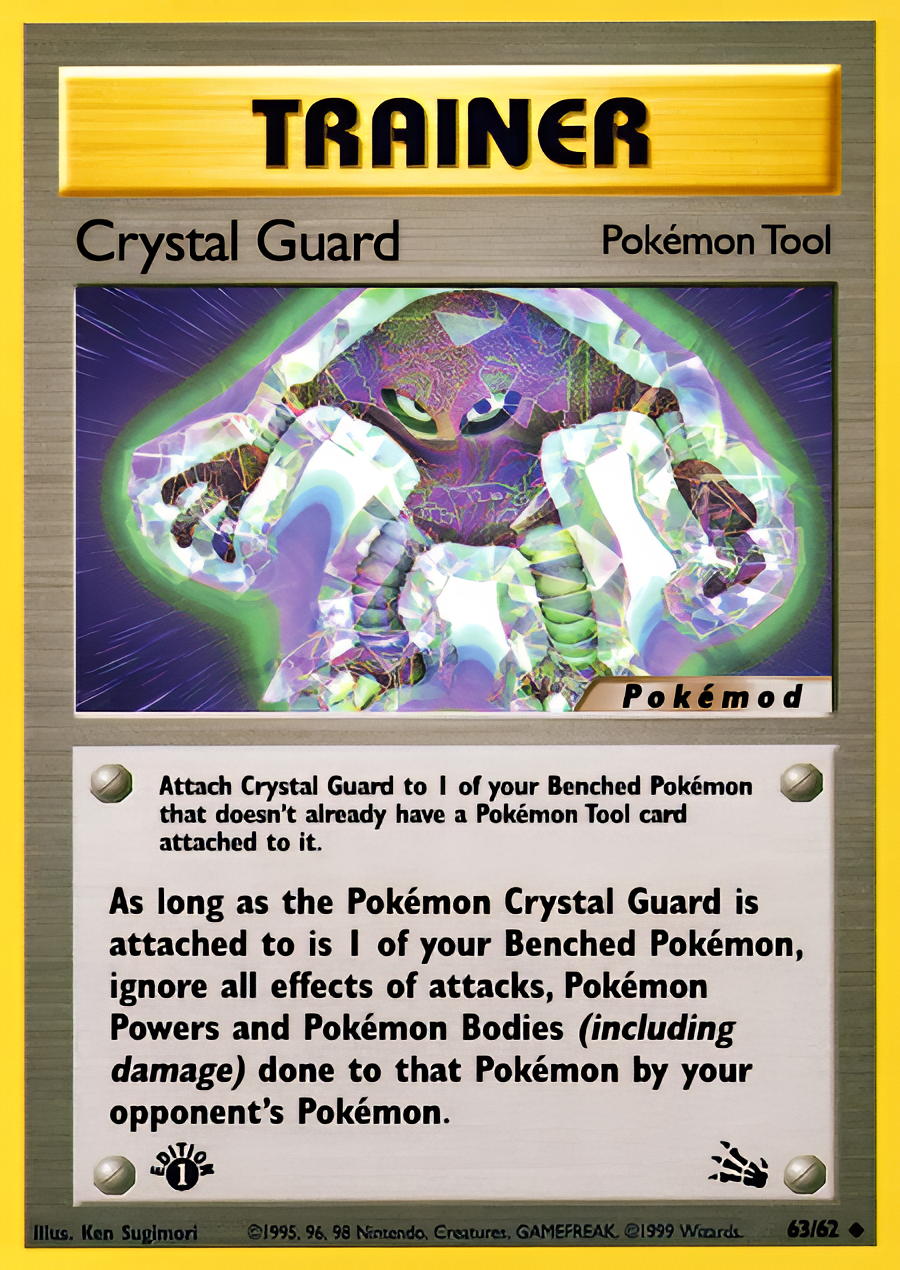 TRAINER
Crystal Guard Pokémon Tool
Pokémod
Attach Crystal Guard to 1 of your Benched Pokémon
that doesn't already have a Pokémon Tool card
attached to it.
As long as the Pokémon Crystal Guard is
attached to is 1 of your Benched Pokémon,
ignore all effects of attacks, Pokémon
Powers and Pokémon Bodies (including
damage) done to that Pokémon by your
opponent's Pokémon.
EDITION
1
Illus. Ken Sugimori ©1995, 96, 98 Nintendo, Creatures, GAMEFREAK. ©1999 Wizards. 63/62